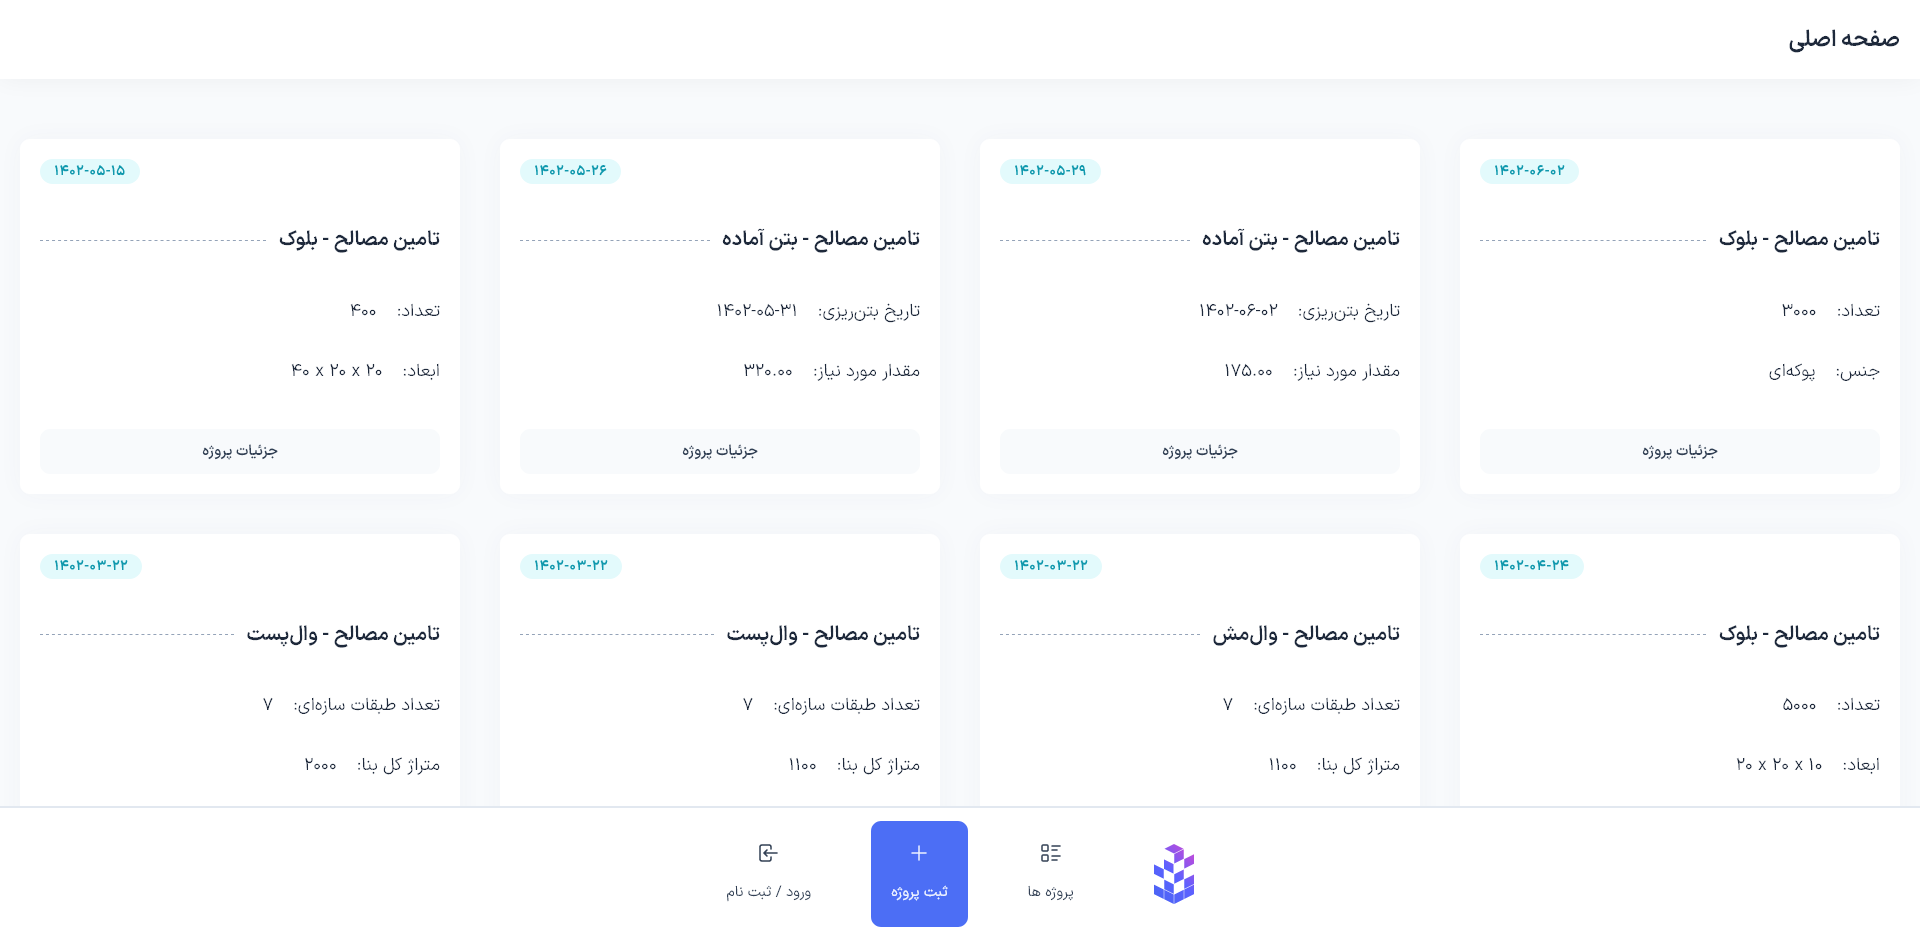 صفحه اصلی
۱۴۰۲-۰۶-۰۲
تامین مصالح - بلوک
تعداد: ۳۰۰۰
جنس: پوکه‌ای
جزئیات پروژه
۱۴۰۲-۰۵-۲۹
تامین مصالح - بتن آماده
تاریخ بتن‌ریزی: ۱۴۰۲-۰۶-۰۲
مقدار مورد نیاز: ۱۷۵.۰۰
جزئیات پروژه
۱۴۰۲-۰۵-۲۶
تامین مصالح - بتن آماده
تاریخ بتن‌ریزی: ۱۴۰۲-۰۵-۳۱
مقدار مورد نیاز: ۳۲۰.۰۰
جزئیات پروژه
۱۴۰۲-۰۵-۱۵
تامین مصالح - بلوک
تعداد: ۴۰۰
ابعاد: ۴۰ x ۲۰ x ۲۰
جزئیات پروژه
۱۴۰۲-۰۴-۲۴
تامین مصالح - بلوک
تعداد: ۵۰۰۰
ابعاد: ۲۰ x ۲۰ x ۱۰
۱۴۰۲-۰۳-۲۲
تامین مصالح - وال‌مش
تعداد طبقات سازه‌ای: ۷
متراژ کل بنا: ۱۱۰۰
۱۴۰۲-۰۳-۲۲
تامین مصالح - وال‌پست
تعداد طبقات سازه‌ای: ۷
متراژ کل بنا: ۱۱۰۰
۱۴۰۲-۰۳-۲۲
تامین مصالح - وال‌پست
تعداد طبقات سازه‌ای: ۷
متراژ کل بنا: ۲۰۰۰
پروژه ها
ثبت پروژه
ورود / ثبت نام